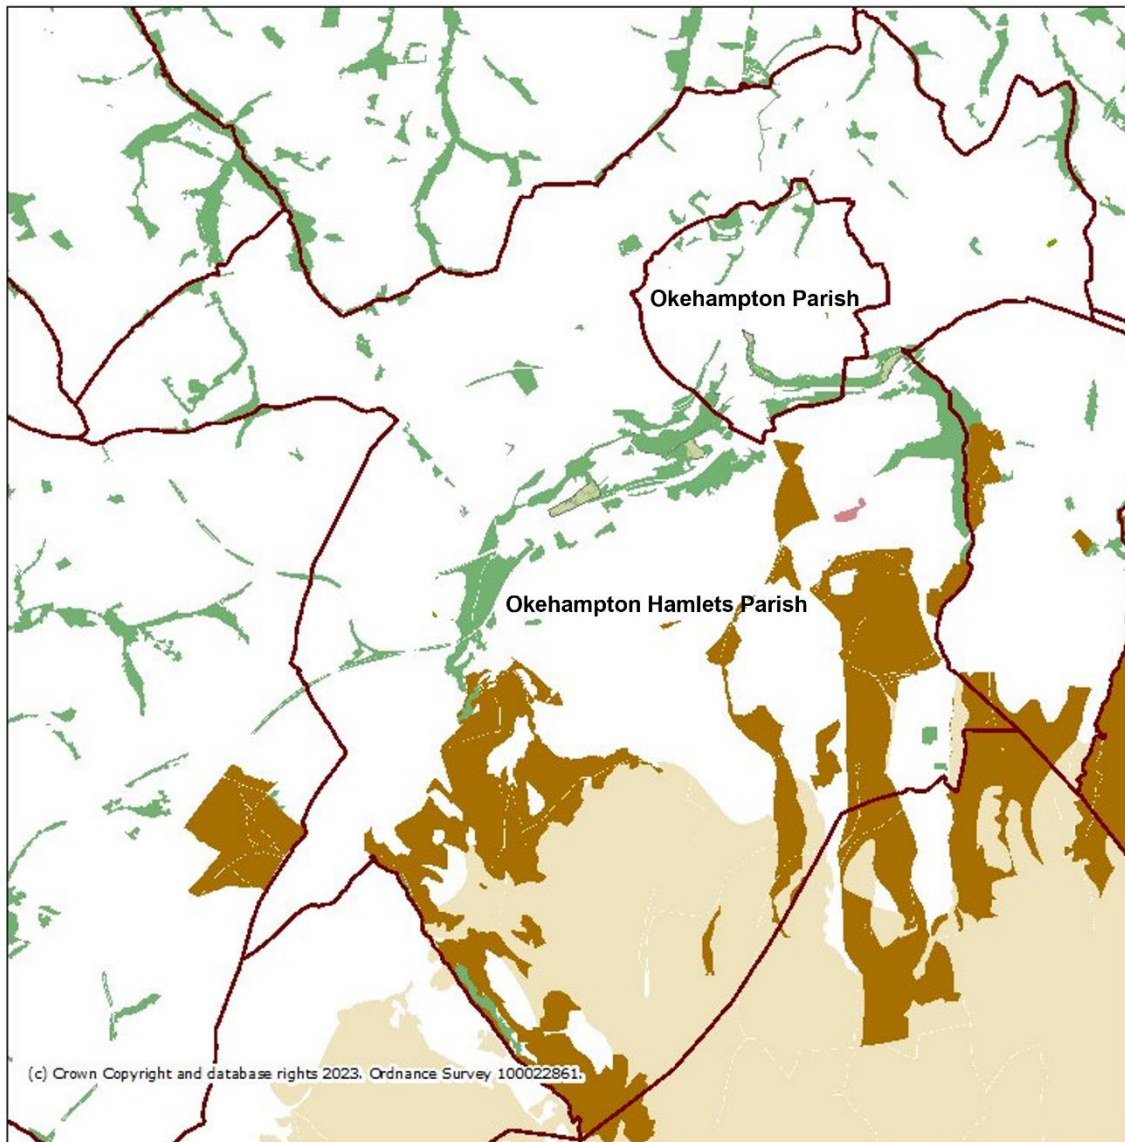 Okehampton Parish
Okehampton Hamlets Parish
(c) Crown Copyright and database rights 2023. Ordnance Survey 100022861.